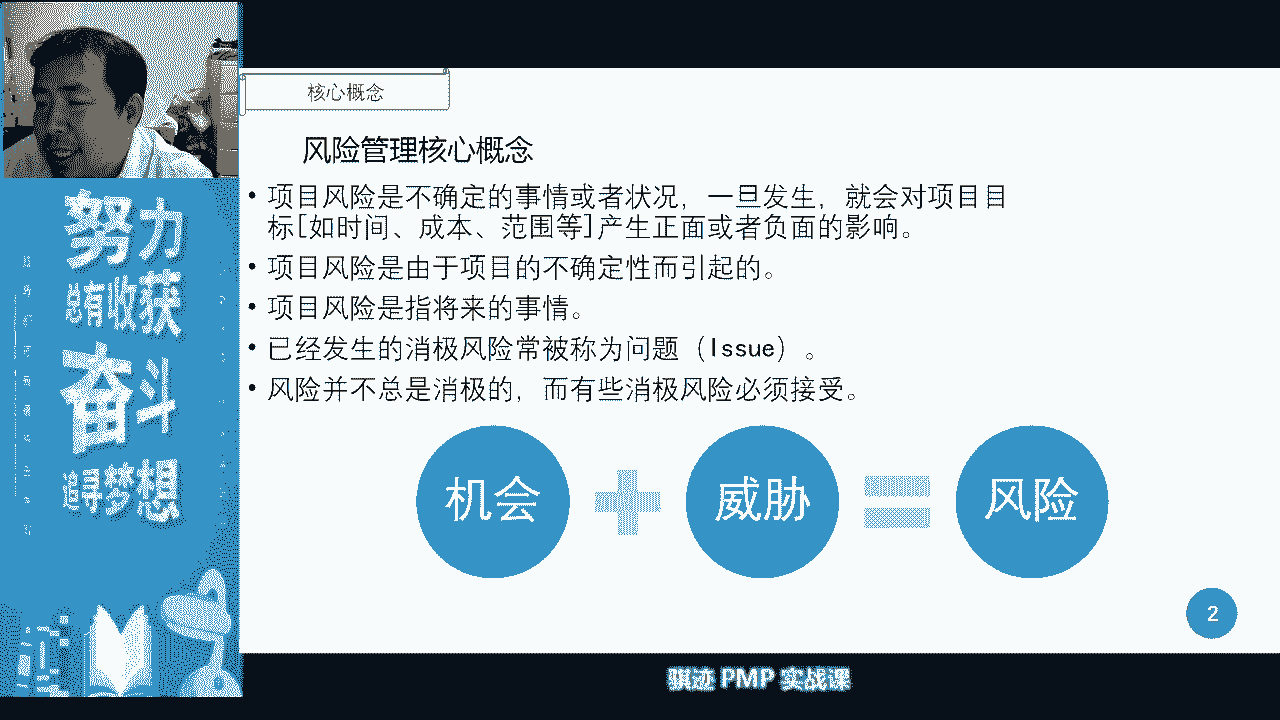 核心概念
风险管理核心概念
• 项目风险是不确定的事情或者状况，一旦发生，就会对项目目
标[如时间、成本、范围等]产生正面或者负面的影响。
• 项目风险是由于项目的不确定性而引起的。
• 项目风险是指将来的事情。
• 已经发生的消极风险常被称为问题（Issue）。
• 风险并不总是消极的，而有些消极风险必须接受。
机会
威胁
风险
2
努力
总有收获
奋斗
追寻梦想
骐迹 PMP 实战课